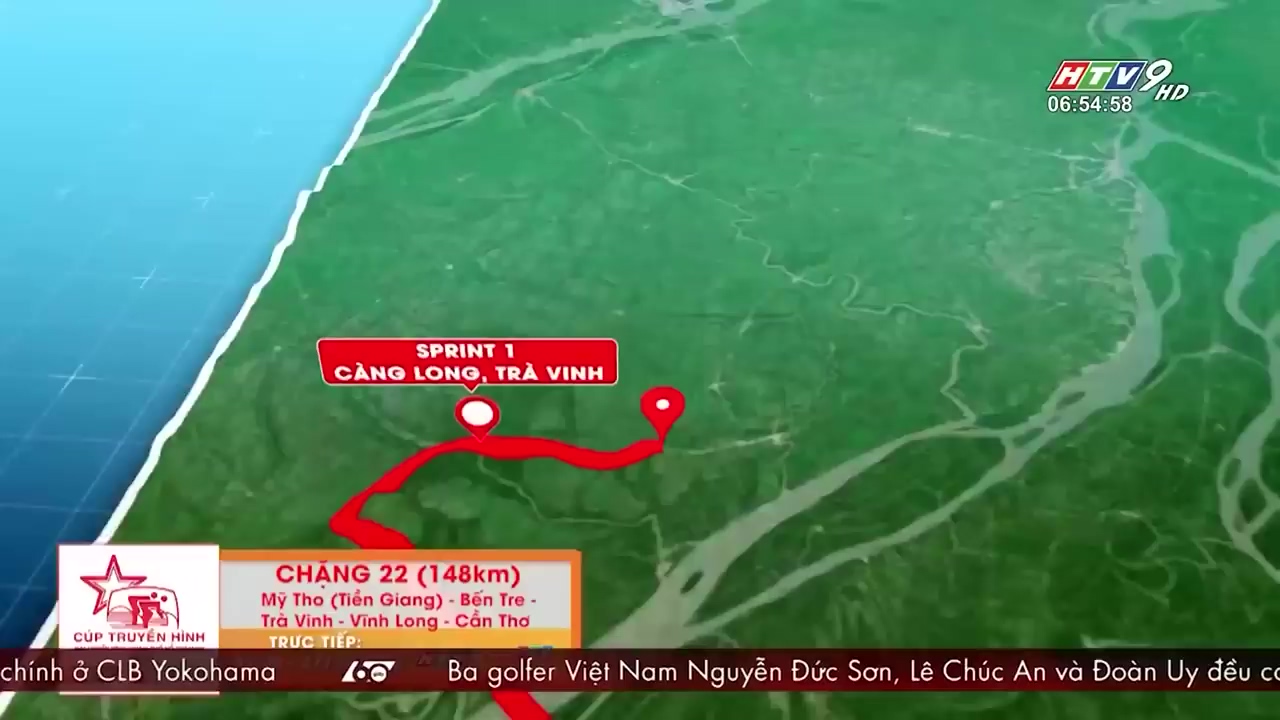 HTV9 HD
06:54:58
SPRINT 1
CÀNG LONG, TRÀ VINH
CHẶNG 22 (148km)
Mỹ Tho (Tiền Giang) - Bến Tre -
Trà Vinh - Vĩnh Long - Cần Thơ
CÚP TRUYỀN HÌNH
TRỰC TIẾP:
chính ở CLB Yokohama
Ba golfer Việt Nam Nguyễn Đức Sơn, Lê Chúc An và Đoàn Uy đều